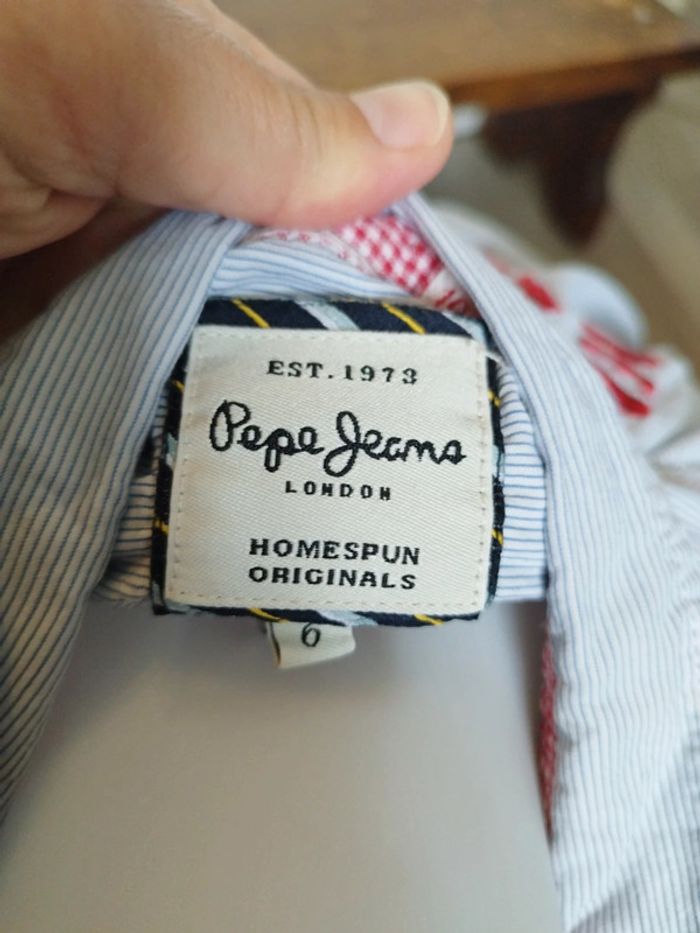 EST. 1973
Pepe Jeans
LONDON
HOMESPUN
ORIGINALS
6